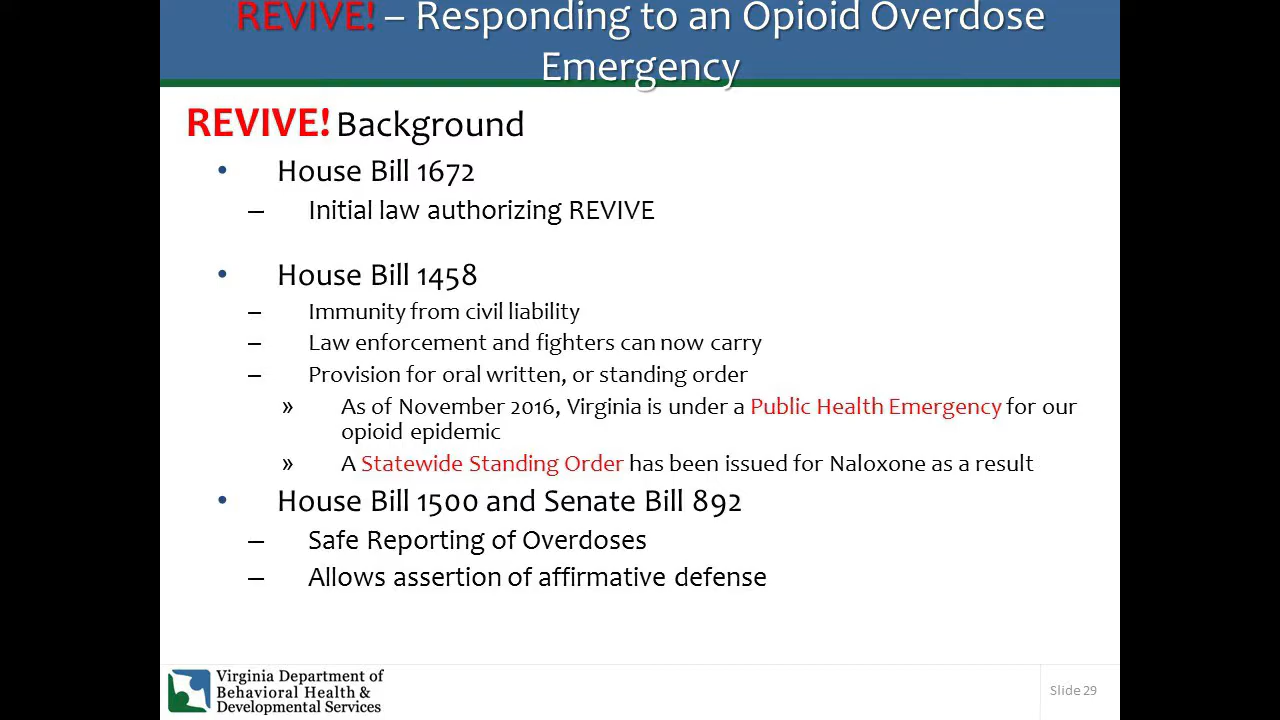 REVIVE! – Responding to an Opioid Overdose
Emergency
REVIVE! Background
• House Bill 1672
– Initial law authorizing REVIVE
• House Bill 1458
– Immunity from civil liability
– Law enforcement and fighters can now carry
– Provision for oral written, or standing order
» As of November 2016, Virginia is under a Public Health Emergency for our
opioid epidemic
» A Statewide Standing Order has been issued for Naloxone as a result
• House Bill 1500 and Senate Bill 892
– Safe Reporting of Overdoses
– Allows assertion of affirmative defense
Virginia Department of
Behavioral Health &
Developmental Services
Slide 29